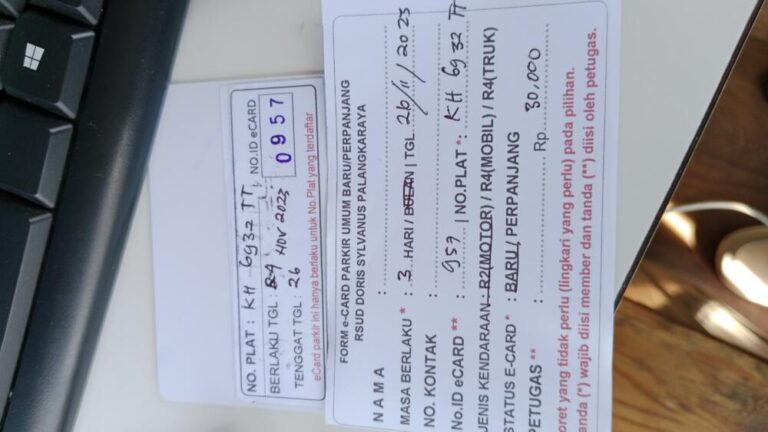 NO. PLAT : KH 6932 TT
NO.ID eCARD
BERLAKU TGL : 24 NOV 2023
0957
TENGGAT TGL : 26
eCard parkir ini hanya berlaku untuk No.Plat yang terdaftar
FORM e-CARD PARKIR UMUM BARU/PERPANJANG
RSUD DORIS SYLVANUS PALANGKARAYA
N A M A :
MASA BERLAKU * : 3 HARI / BULAN | TGL. 26/11/2023
NO. KONTAK :
No.ID eCARD ** : 957 | NO.PLAT *: KH 6932 TT
JENIS KENDARAAN : R2(MOTOR) / R4(MOBIL) / R4(TRUK)
STATUS E-CARD * : BARU / PERPANJANG
PETUGAS ** : Rp. 30,000
oret yang tidak perlu (lingkari yang perlu) pada pilihan.
anda (*) wajib diisi member dan tanda (**) diisi oleh petugas.